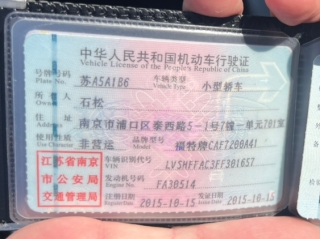 中华人民共和国机动车行驶证
Vehicle License of the People's Republic of China
号牌号码 苏A5A1B6 车辆类型 小型轿车
Plate No. Vehicle Type
所有人 石松
Owner
住址 南京市浦口区泰西路5-1号7幢一单元701室
Address
使用性质 非营运 品牌型号 福特牌CAF7200A41
Use Character Model
江苏省南京
市公安局
交通管理局
车辆识别代号 LVSHFFAC3FF301657
VIN
发动机号码 FA30514
Engine No.
注册日期 2015-10-15 发证日期 2015-10-15
Register Date Issue Date